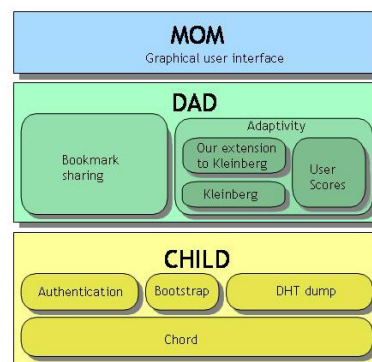 MOM
Graphical user interface
DAD
Bookmark
sharing
Adaptivity
Our extension
to Kleinberg
Kleinberg
User
Scores
CHILD
Authentication
Bootstrap
DHT dump
Chord